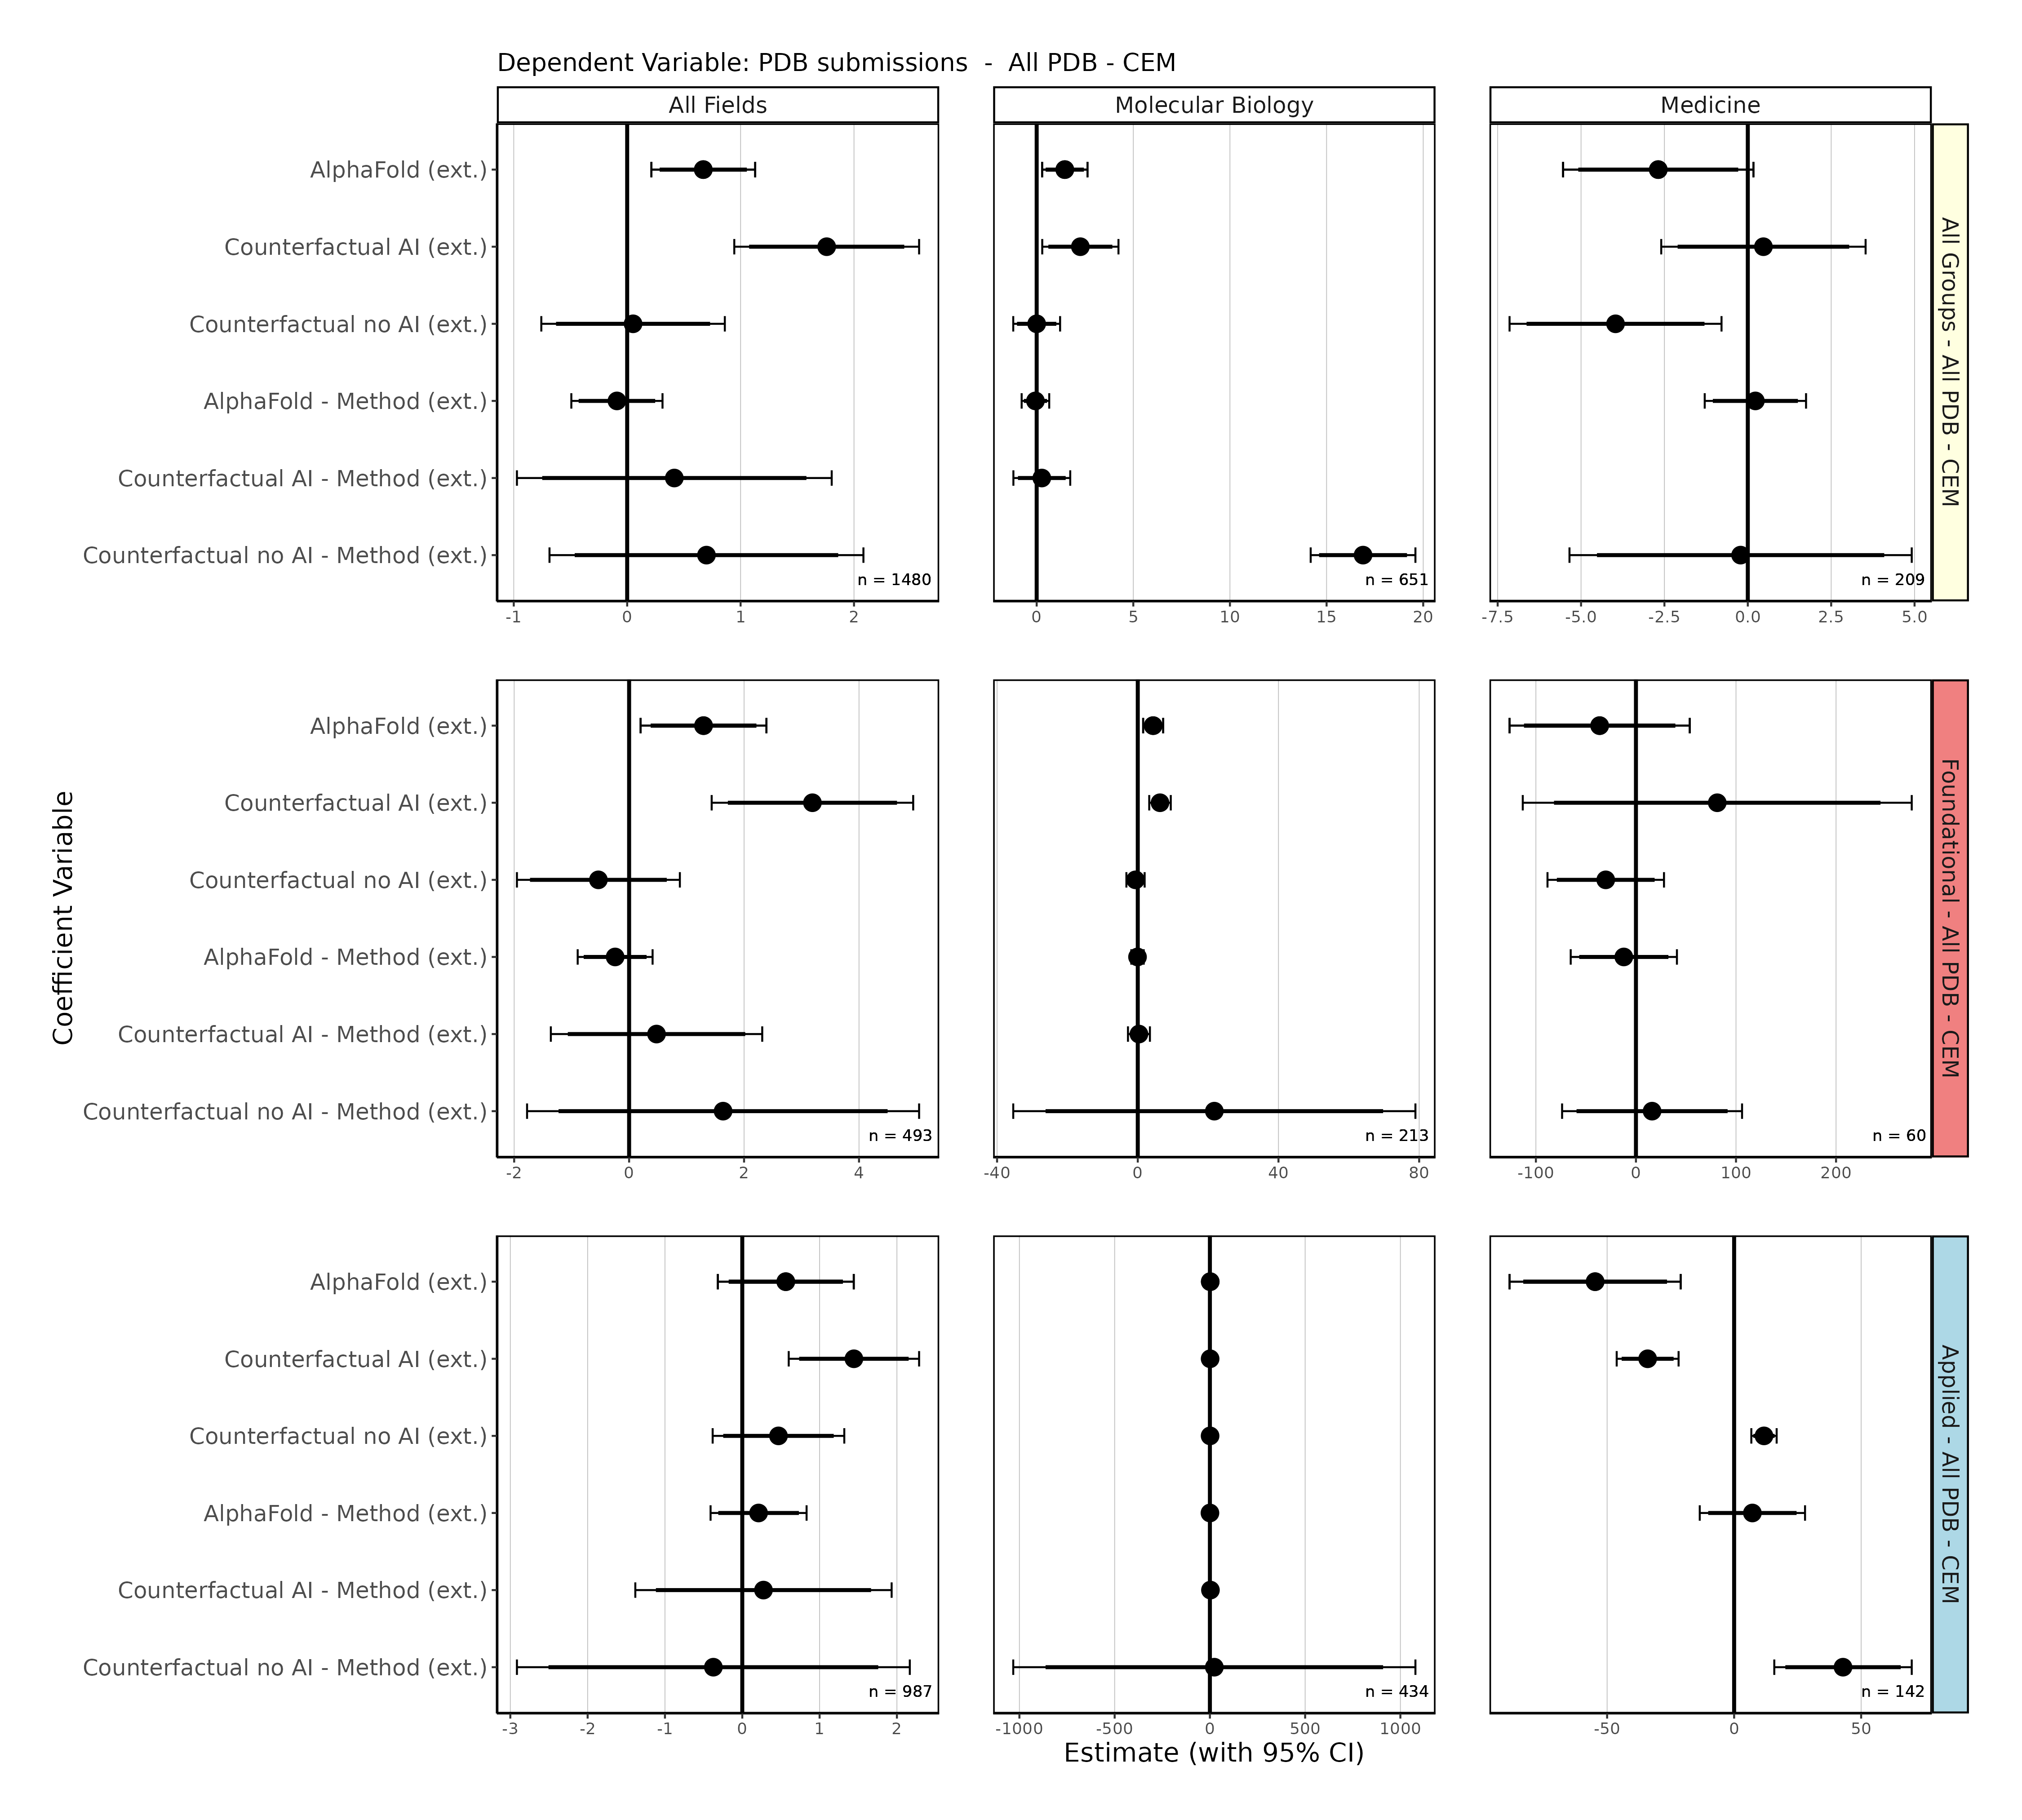 Dependent Variable: PDB submissions  -  All PDB - CEM
All Fields
Molecular Biology
Medicine
All Groups - All PDB - CEM
AlphaFold (ext.)
Counterfactual AI (ext.)
Counterfactual no AI (ext.)
AlphaFold - Method (ext.)
Counterfactual AI - Method (ext.)
Counterfactual no AI - Method (ext.)
n = 1480
n = 651
n = 209
-1 0 1 2
0 5 10 15 20
-7.5 -5.0 -2.5 0.0 2.5 5.0
Coefficient Variable
Foundational - All PDB - CEM
AlphaFold (ext.)
Counterfactual AI (ext.)
Counterfactual no AI (ext.)
AlphaFold - Method (ext.)
Counterfactual AI - Method (ext.)
Counterfactual no AI - Method (ext.)
n = 493
n = 213
n = 60
-2 0 2 4
-40 0 40 80
-100 0 100 200
Applied - All PDB - CEM
AlphaFold (ext.)
Counterfactual AI (ext.)
Counterfactual no AI (ext.)
AlphaFold - Method (ext.)
Counterfactual AI - Method (ext.)
Counterfactual no AI - Method (ext.)
n = 987
n = 434
n = 142
-3 -2 -1 0 1 2
-1000 -500 0 500 1000
-50 0 50
Estimate (with 95% CI)